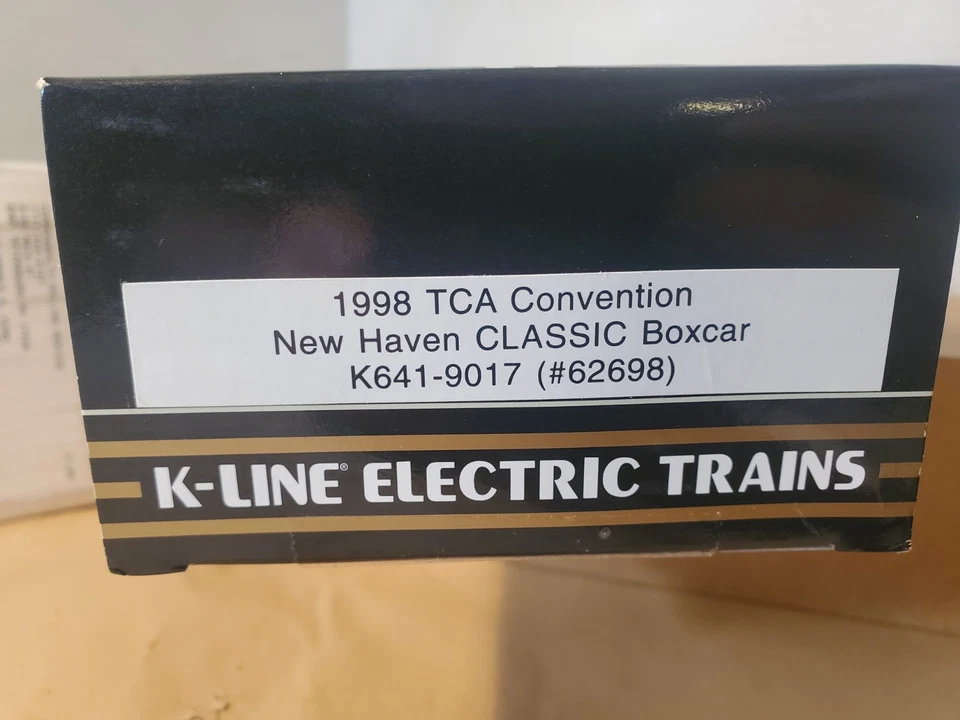 1998 TCA Convention
New Haven CLASSIC Boxcar
K641-9017 (#62698)
K-LINE® ELECTRIC TRAINS